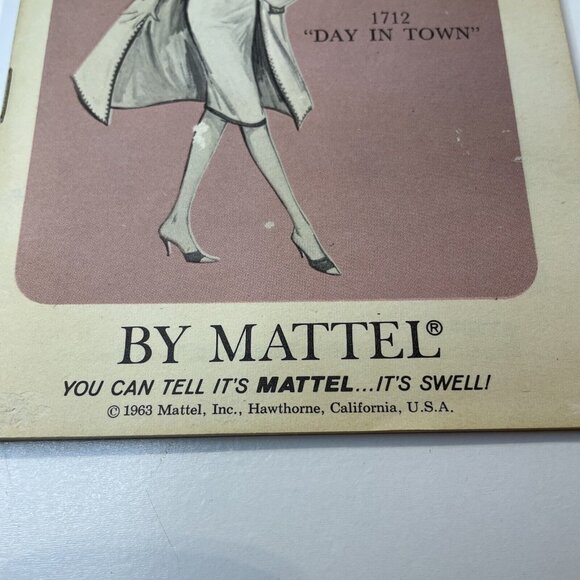 1712
"DAY IN TOWN"
BY MATTEL®
YOU CAN TELL IT'S MATTEL...IT'S SWELL!
© 1963 Mattel, Inc., Hawthorne, California, U.S.A.